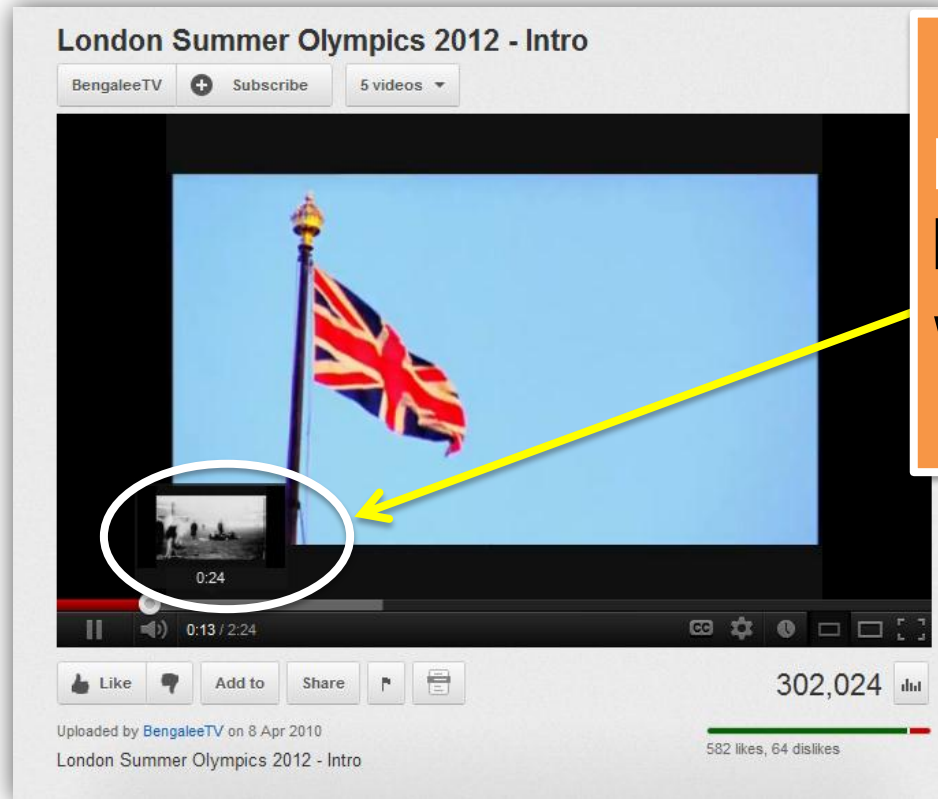 London Summer Olympics 2012 - Intro
BengaleeTV Subscribe 5 videos
0:24
0:13 / 2:24
CC
Like Add to Share
302,024
Uploaded by BengaleeTV on 8 Apr 2010
582 likes, 64 dislikes
London Summer Olympics 2012 - Intro